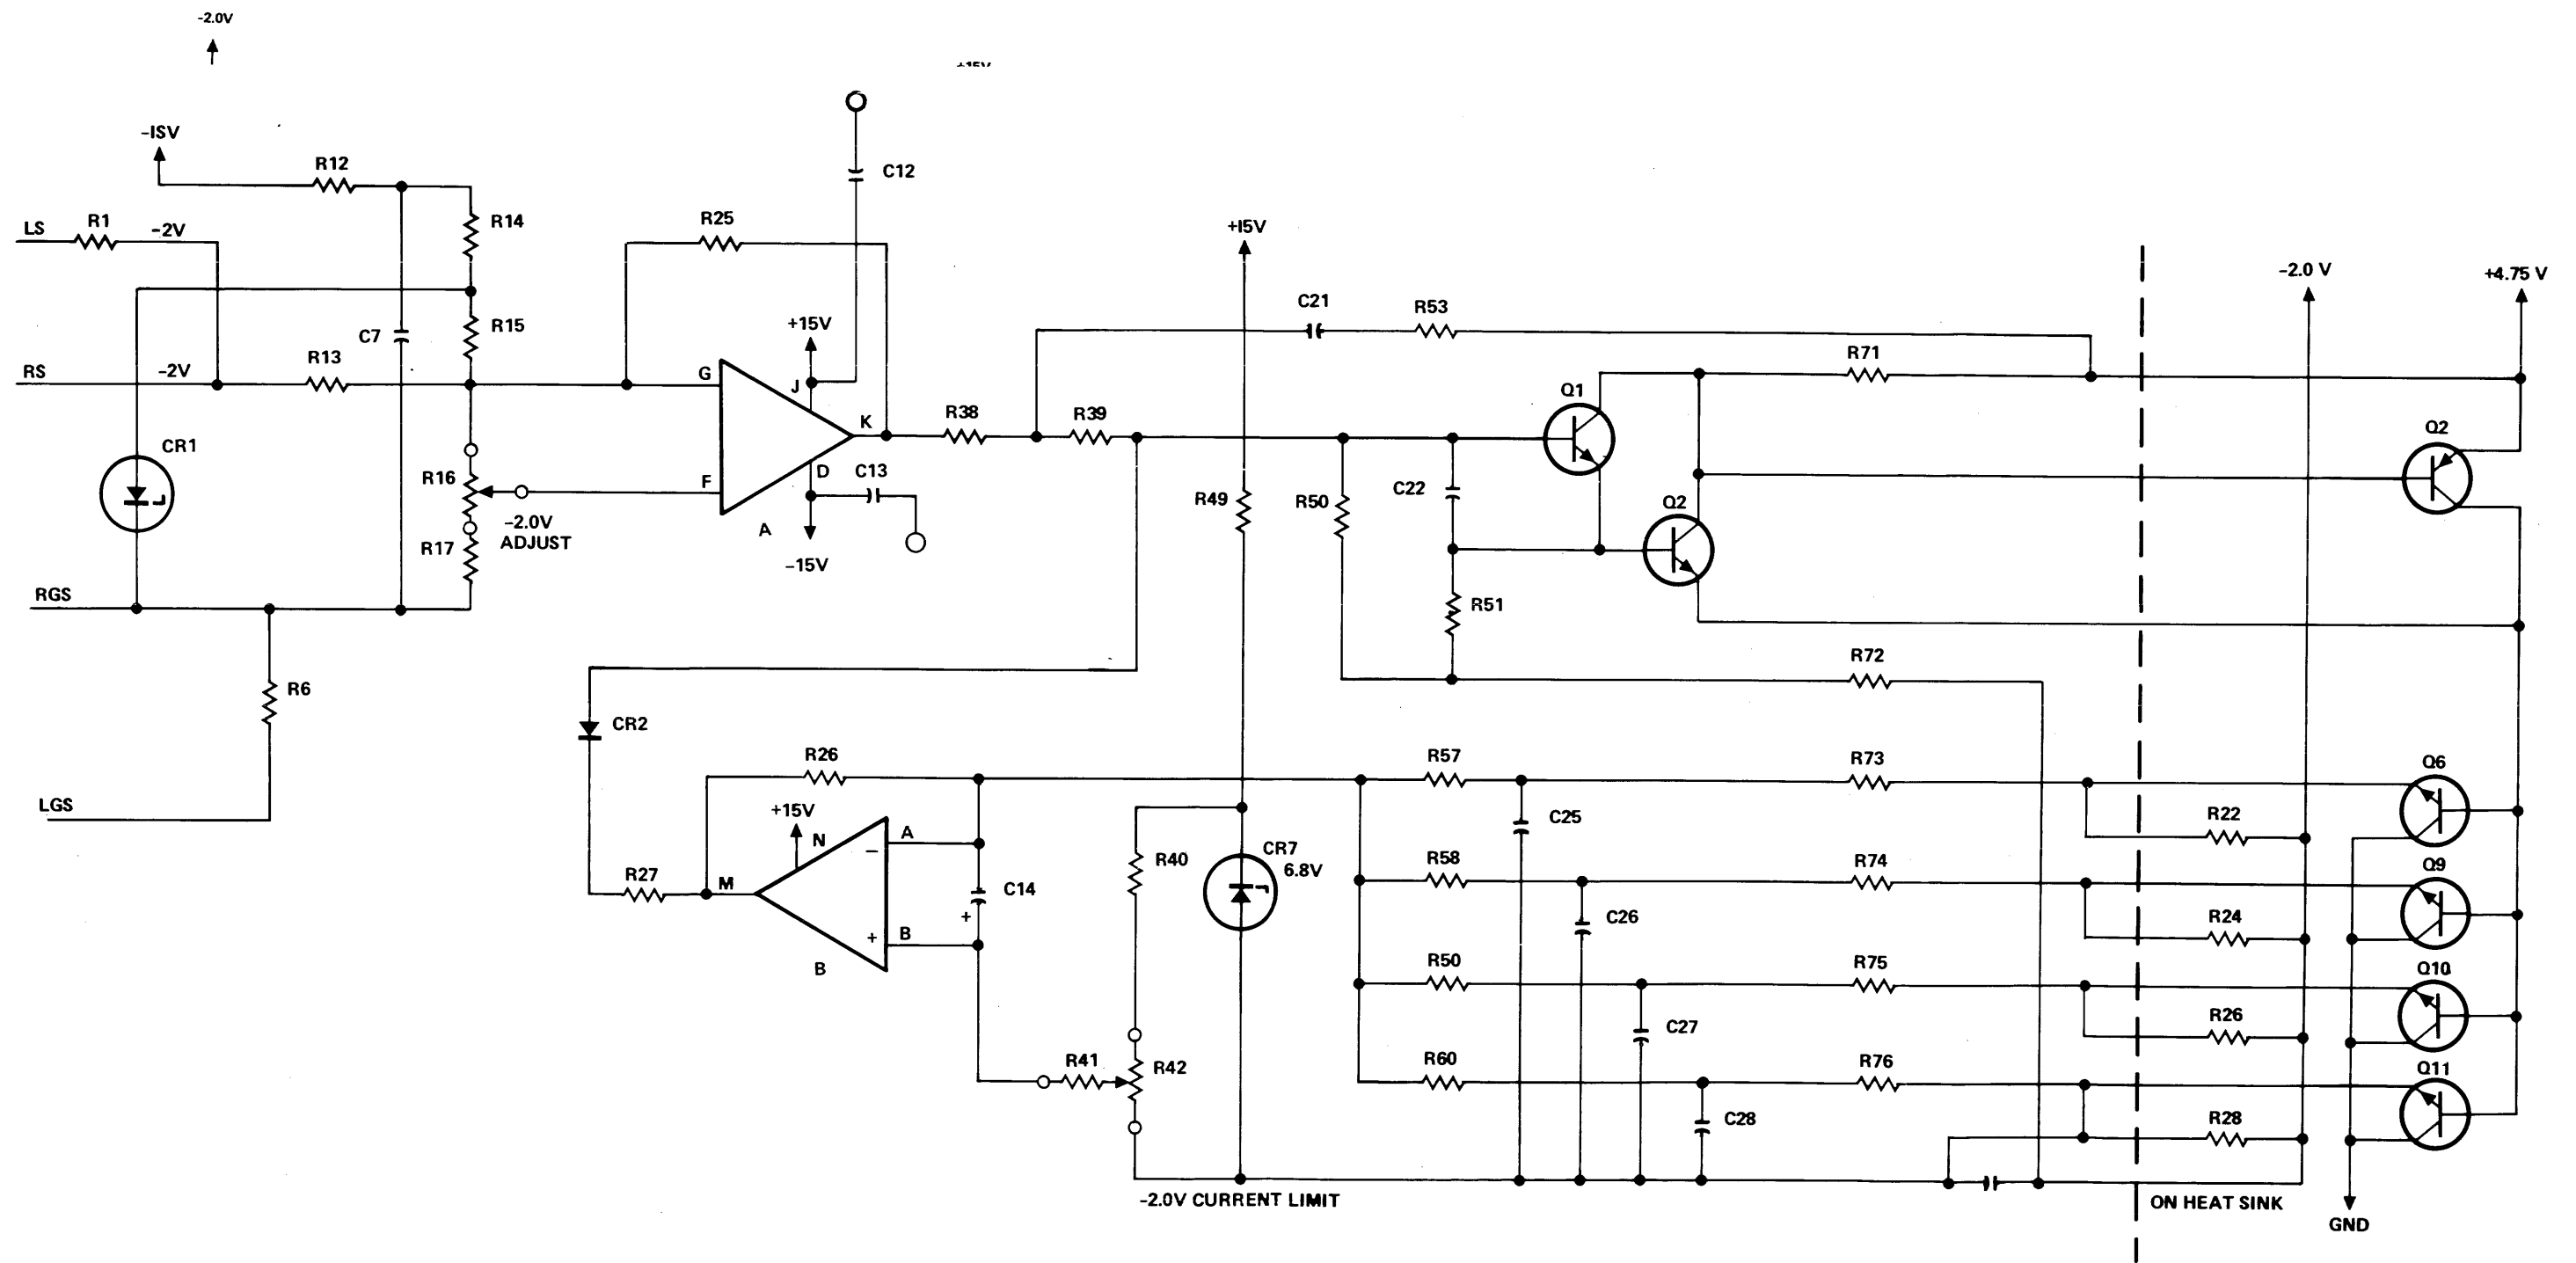 -2.0V
+15V
-ISV
R12
C12
LS
R1
-2V
R14
R25
+I5V
-2.0 V
+4.75 V
C21
R53
R15
C7
+15V
R71
RS
-2V
R13
G
J
Q1
K
R38
R39
Q2
CR1
R16
F
D
C13
C22
R49
R50
Q2
-2.0V
ADJUST
A
R17
-15V
RGS
R51
R72
R6
CR2
R26
R57
R73
Q6
LGS
+15V
N
A
–
C25
R22
R40
CR7
6.8V
R58
R74
Q9
R27
M
C14
+
C26
R24
+
B
B
R50
R75
Q10
C27
R26
R41
R42
R60
R76
Q11
C28
R28
-2.0V CURRENT LIMIT
ON HEAT SINK
GND